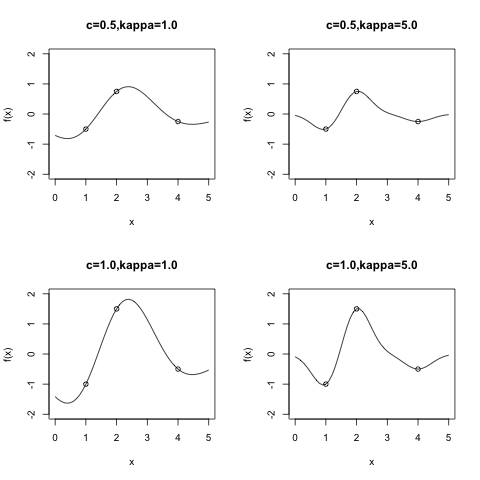 c=0.5,kappa=1.0
f(x)
2
1
0
-1
-2
0 1 2 3 4 5
x
c=0.5,kappa=5.0
f(x)
2
1
0
-1
-2
0 1 2 3 4 5
x
c=1.0,kappa=1.0
f(x)
2
1
0
-1
-2
0 1 2 3 4 5
x
c=1.0,kappa=5.0
f(x)
2
1
0
-1
-2
0 1 2 3 4 5
x